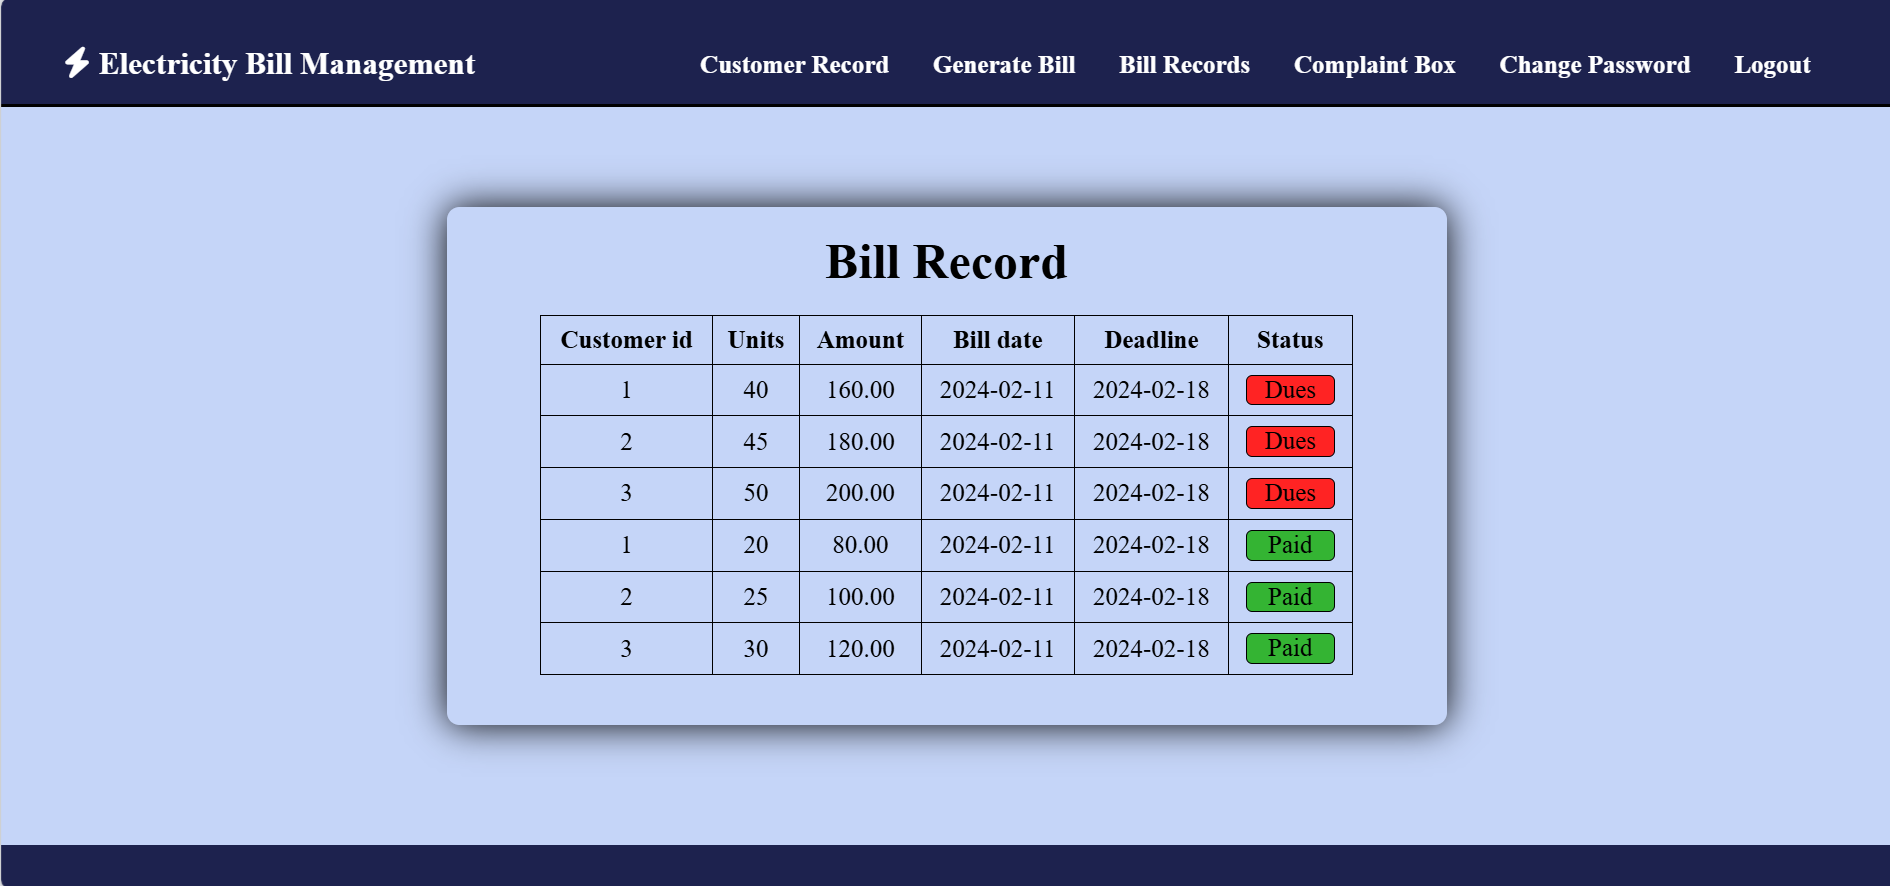 Electricity Bill Management Customer Record Generate Bill Bill Records Complaint Box Change Password Logout
Bill Record
Customer id Units Amount Bill date Deadline Status
1 40 160.00 2024-02-11 2024-02-18 Dues
2 45 180.00 2024-02-11 2024-02-18 Dues
3 50 200.00 2024-02-11 2024-02-18 Dues
1 20 80.00 2024-02-11 2024-02-18 Paid
2 25 100.00 2024-02-11 2024-02-18 Paid
3 30 120.00 2024-02-11 2024-02-18 Paid